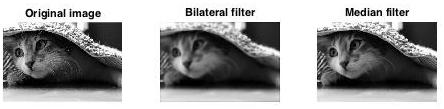 Original image
Bilateral filter
Median filter